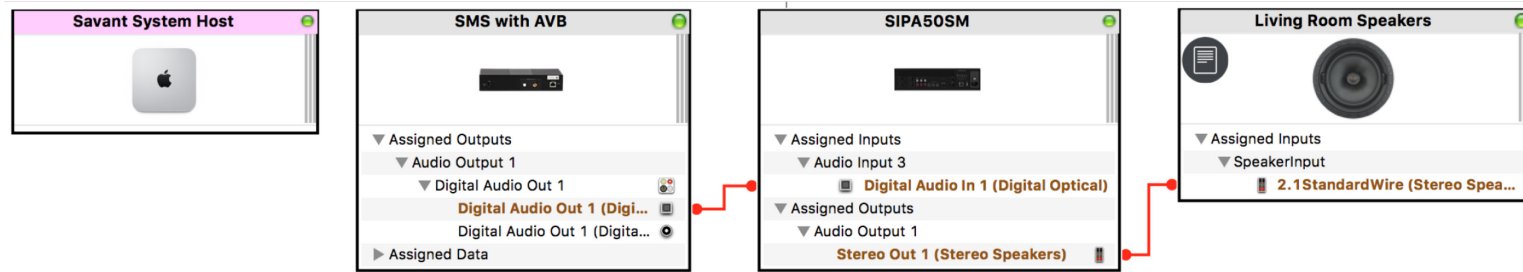 Savant System Host
SMS with AVB
Assigned Outputs
Audio Output 1
Digital Audio Out 1
Digital Audio Out 1 (Digi...
Digital Audio Out 1 (Digita...
Assigned Data
SIPA50SM
Assigned Inputs
Audio Input 3
Digital Audio In 1 (Digital Optical)
Assigned Outputs
Audio Output 1
Stereo Out 1 (Stereo Speakers)
Living Room Speakers
Assigned Inputs
SpeakerInput
2.1StandardWire (Stereo Spea...